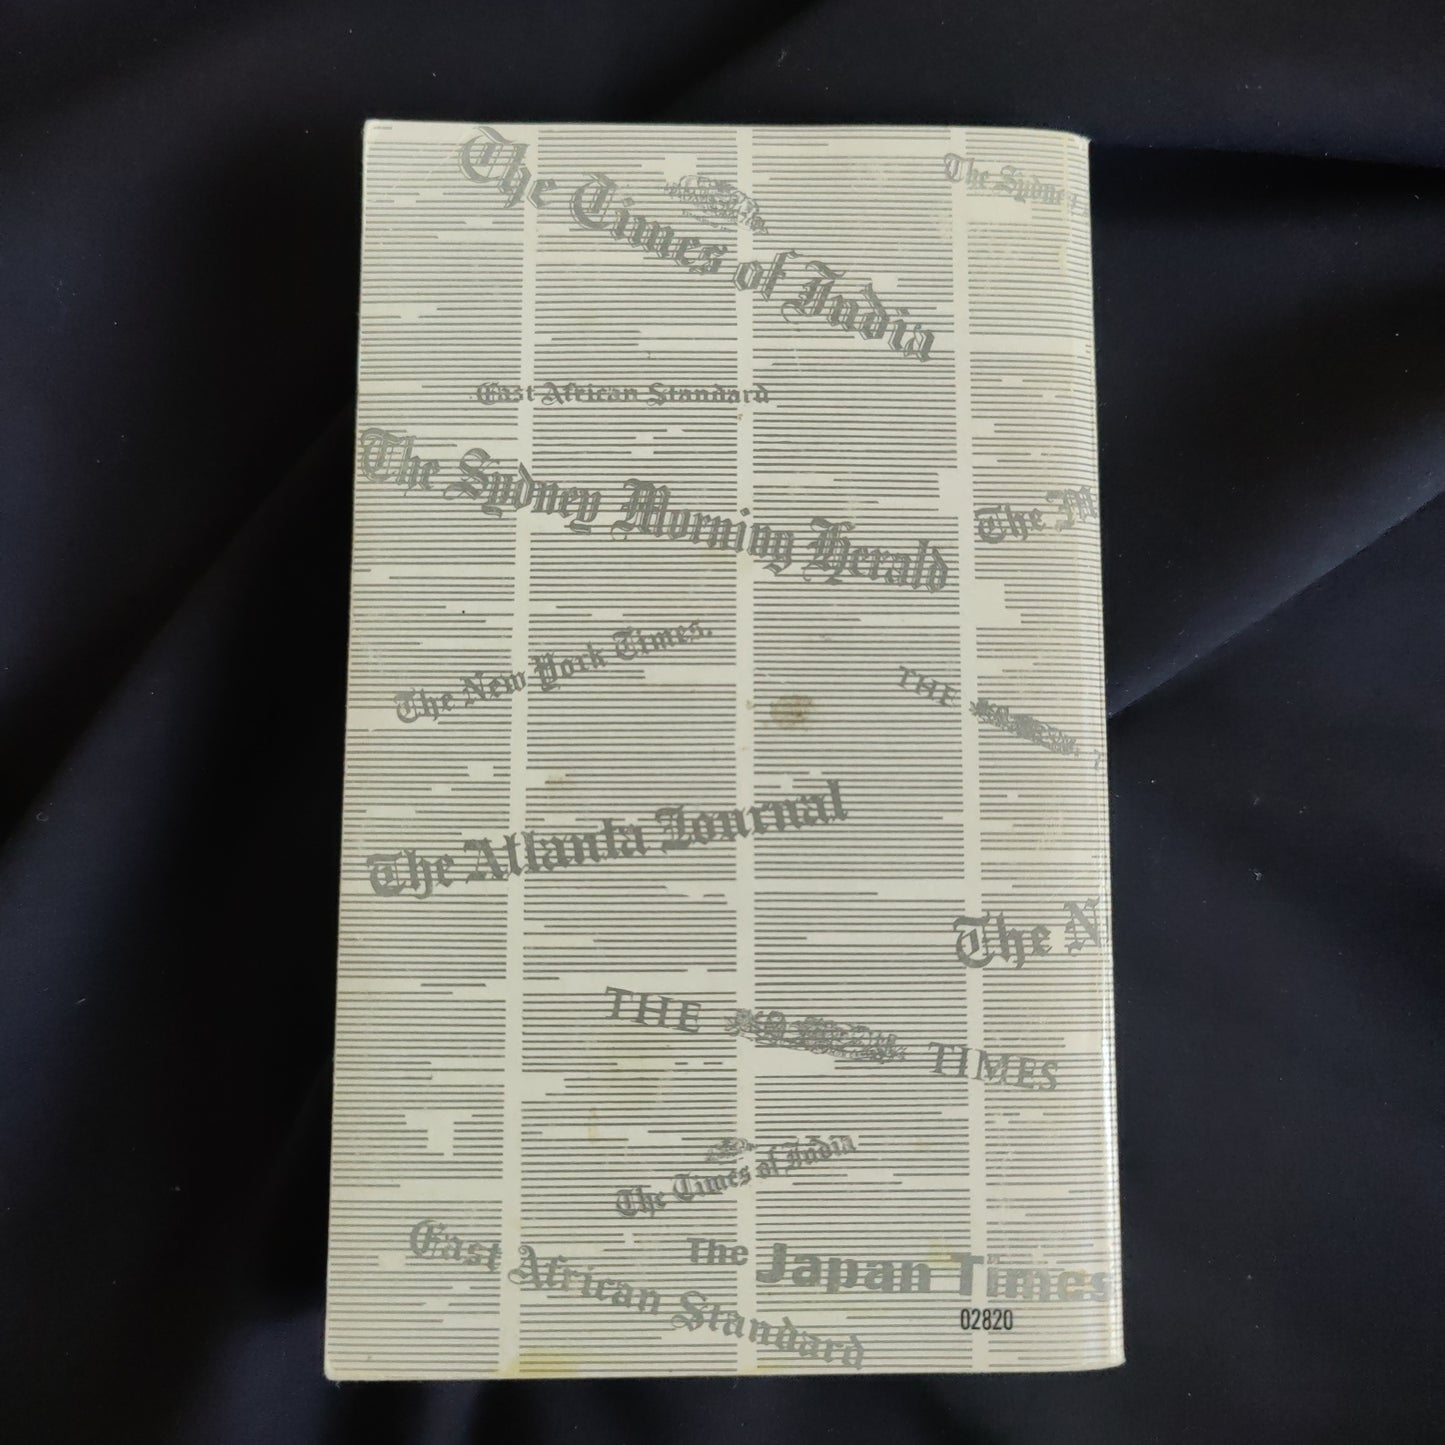 The Times of India
The Sydne
East African Standard
The Sydney Morning Herald
The M
The New York Times.
THE
The Atlanta Journal
The N
THE TIMES
The Times of India
East African Standard
The Japan Times
02820